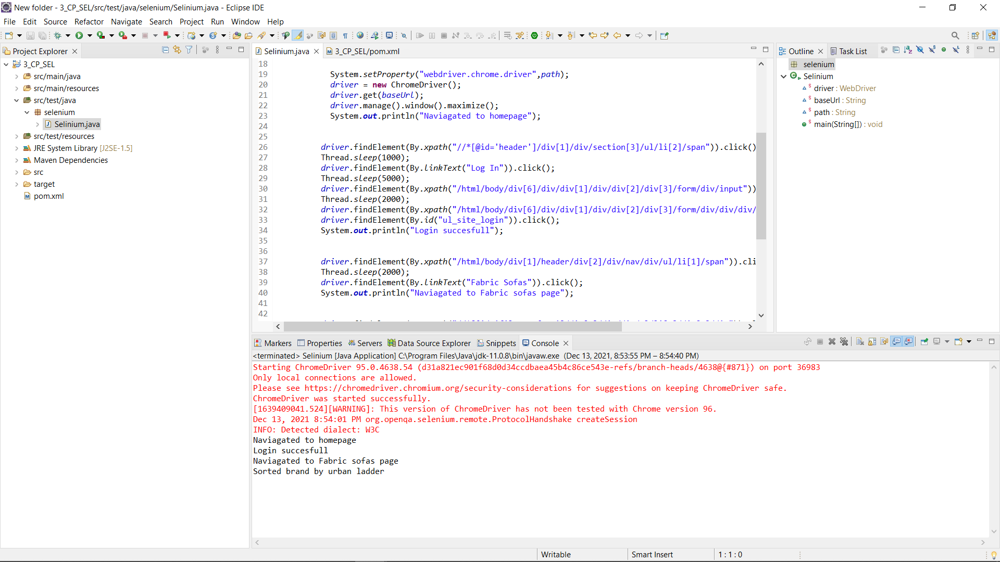 New folder - 3_CP_SEL/src/test/java/selenium/Selinium.java - Eclipse IDE
File Edit Source Refactor Navigate Search Project Run Window Help
Project Explorer
3_CP_SEL
src/main/java
src/main/resources
src/test/java
selenium
Selinium.java
src/test/resources
JRE System Library [J2SE-1.5]
Maven Dependencies
src
target
pom.xml
Selinium.java 3_CP_SEL/pom.xml
18
19 System.setProperty("webdriver.chrome.driver",path);
20 driver = new ChromeDriver();
21 driver.get(baseUrl);
22 driver.manage().window().maximize();
23 System.out.println("Naviagated to homepage");
24
25
26 driver.findElement(By.xpath("//*[@id='header']/div[1]/div/section[3]/ul/li[2]/span")).click()
27 Thread.sleep(1000);
28 driver.findElement(By.linkText("Log In")).click();
29 Thread.sleep(5000);
30 driver.findElement(By.xpath("/html/body/div[6]/div/div[1]/div/div[2]/div[3]/form/div/input"))
31 Thread.sleep(2000);
32 driver.findElement(By.xpath("/html/body/div[6]/div/div[1]/div/div[2]/div[3]/form/div/div/div/
33 driver.findElement(By.id("ul_site_login")).click();
34 System.out.println("Login succesfull");
35
36
37 driver.findElement(By.xpath("/html/body/div[1]/header/div[2]/div/nav/div/ul/li[1]/span")).cli
38 Thread.sleep(2000);
39 driver.findElement(By.linkText("Fabric Sofas")).click();
40 System.out.println("Naviagated to Fabric sofas page");
41
42
Outline Task List
selenium
Selinium
driver : WebDriver
baseUrl : String
path : String
main(String[]) : void
Markers Properties Servers Data Source Explorer Snippets Console
<terminated> Selinium [Java Application] C:\Program Files\Java\jdk-11.0.8\bin\javaw.exe (Dec 13, 2021, 8:53:55 PM – 8:54:40 PM)
Starting ChromeDriver 95.0.4638.54 (d31a821ec901f68d0d34ccdbaea45b4c86ce543e-refs/branch-heads/4638@{#871}) on port 36983
Only local connections are allowed.
Please see https://chromedriver.chromium.org/security-considerations for suggestions on keeping ChromeDriver safe.
ChromeDriver was started successfully.
[1639409041.524][WARNING]: This version of ChromeDriver has not been tested with Chrome version 96.
Dec 13, 2021 8:54:01 PM org.openqa.selenium.remote.ProtocolHandshake createSession
INFO: Detected dialect: W3C
Naviagated to homepage
Login succesfull
Naviagated to Fabric sofas page
Sorted brand by urban ladder
Writable Smart Insert 1 : 1 : 0